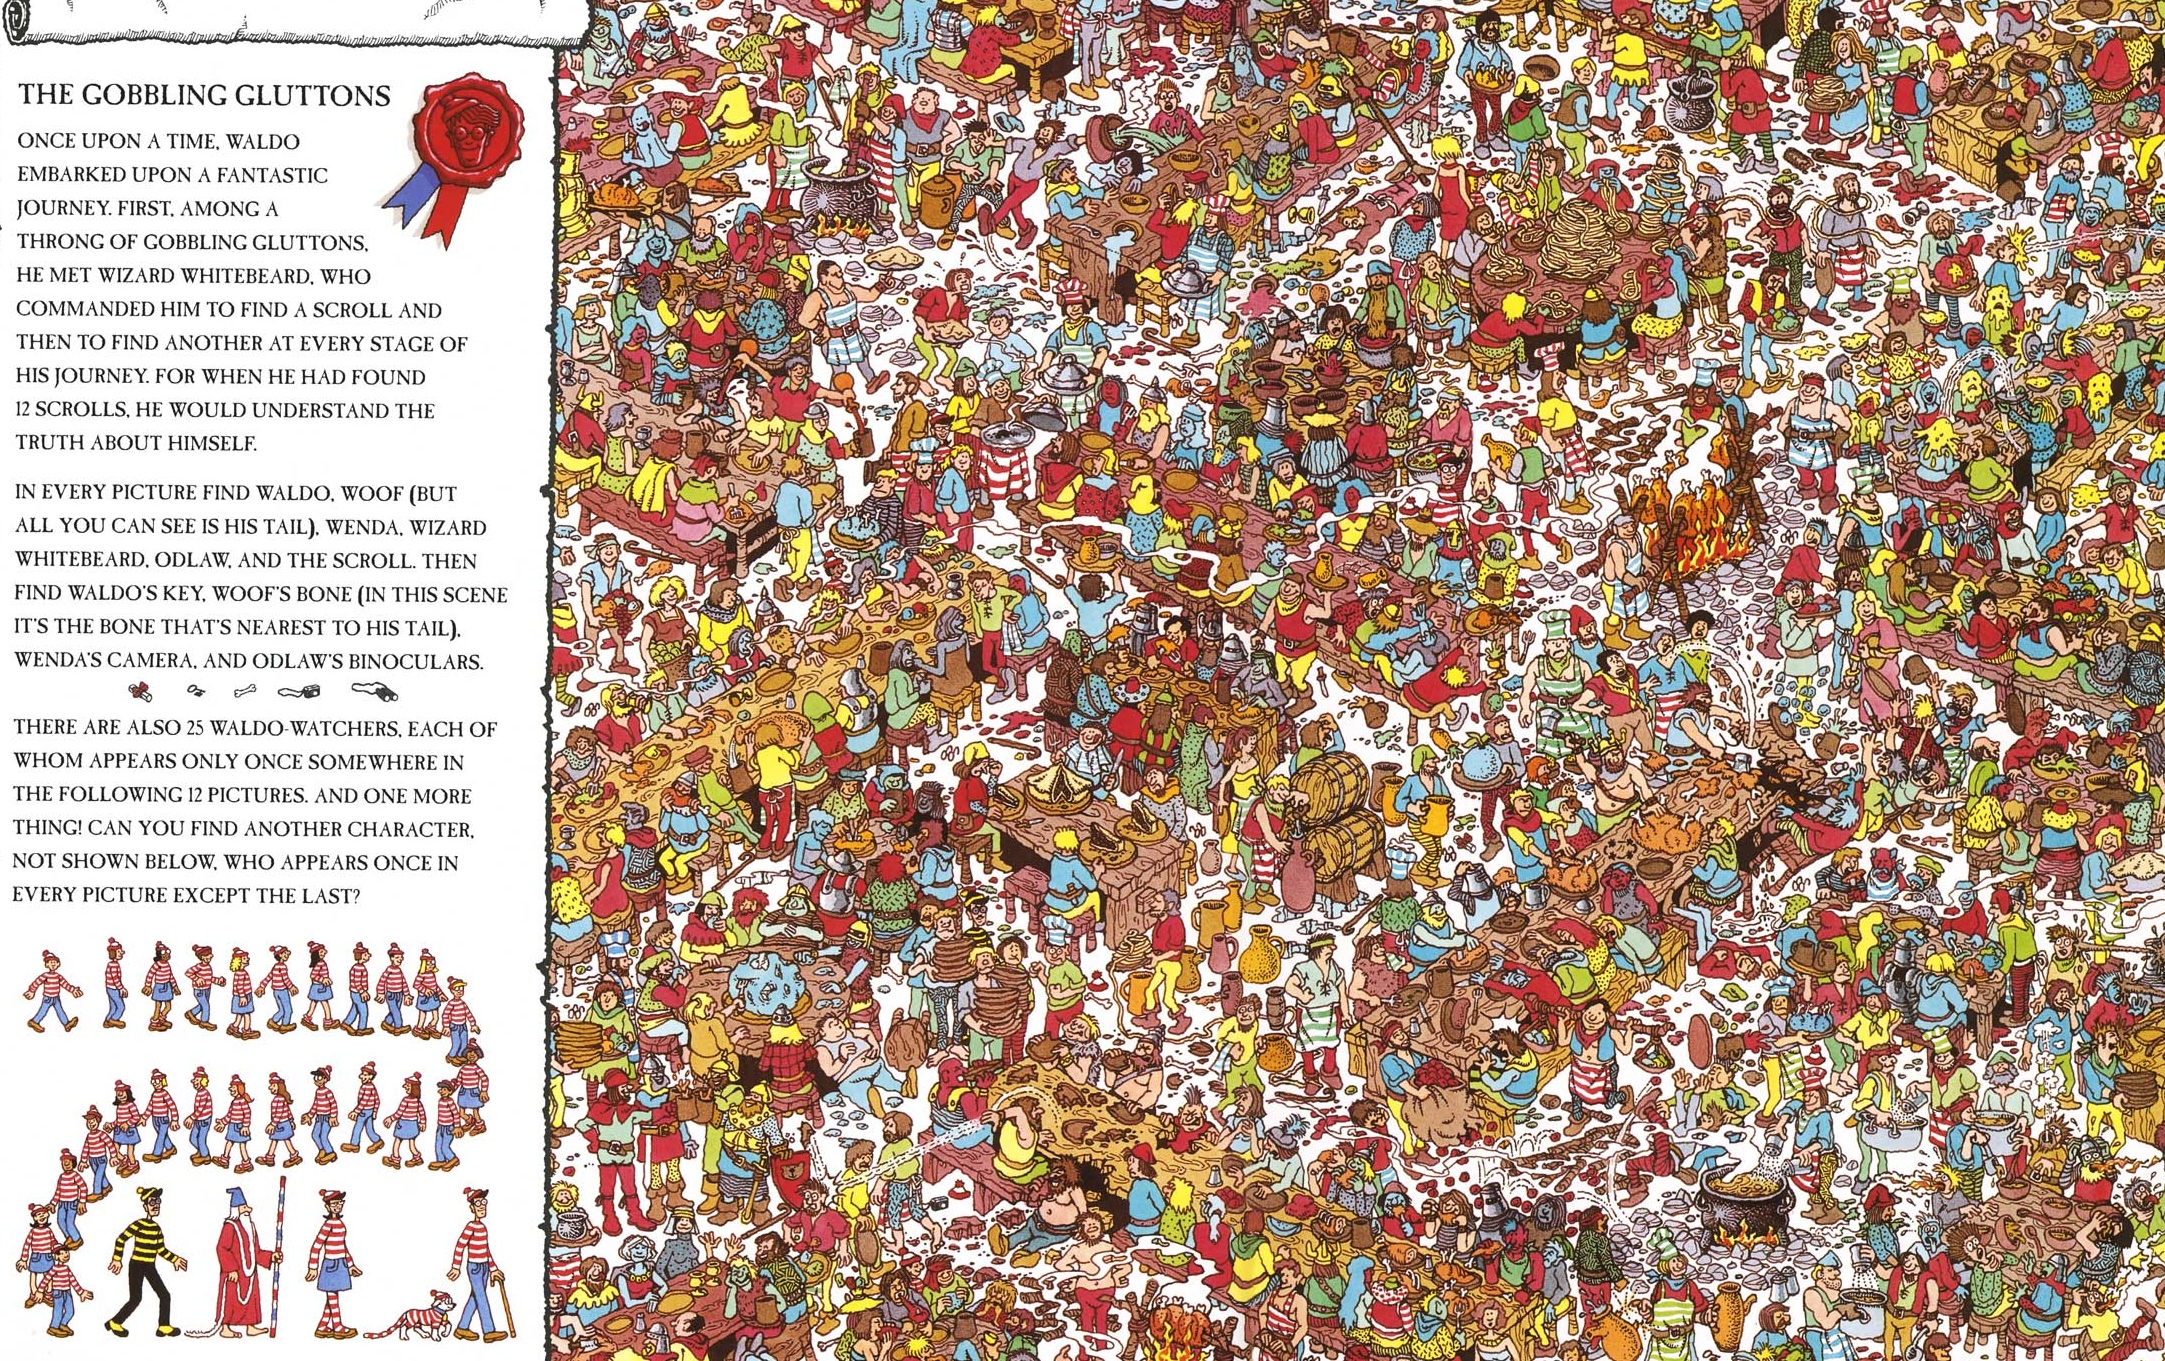 THE GOBBLING GLUTTONS
ONCE UPON A TIME, WALDO
EMBARKED UPON A FANTASTIC
JOURNEY. FIRST, AMONG A
THRONG OF GOBBLING GLUTTONS,
HE MET WIZARD WHITEBEARD, WHO
COMMANDED HIM TO FIND A SCROLL AND
THEN TO FIND ANOTHER AT EVERY STAGE OF
HIS JOURNEY. FOR WHEN HE HAD FOUND
12 SCROLLS, HE WOULD UNDERSTAND THE
TRUTH ABOUT HIMSELF.
IN EVERY PICTURE FIND WALDO, WOOF (BUT
ALL YOU CAN SEE IS HIS TAIL), WENDA, WIZARD
WHITEBEARD, ODLAW, AND THE SCROLL. THEN
FIND WALDO'S KEY, WOOF'S BONE (IN THIS SCENE
IT'S THE BONE THAT'S NEAREST TO HIS TAIL),
WENDA'S CAMERA, AND ODLAW'S BINOCULARS.
THERE ARE ALSO 25 WALDO-WATCHERS, EACH OF
WHOM APPEARS ONLY ONCE SOMEWHERE IN
THE FOLLOWING 12 PICTURES. AND ONE MORE
THING! CAN YOU FIND ANOTHER CHARACTER,
NOT SHOWN BELOW, WHO APPEARS ONCE IN
EVERY PICTURE EXCEPT THE LAST?